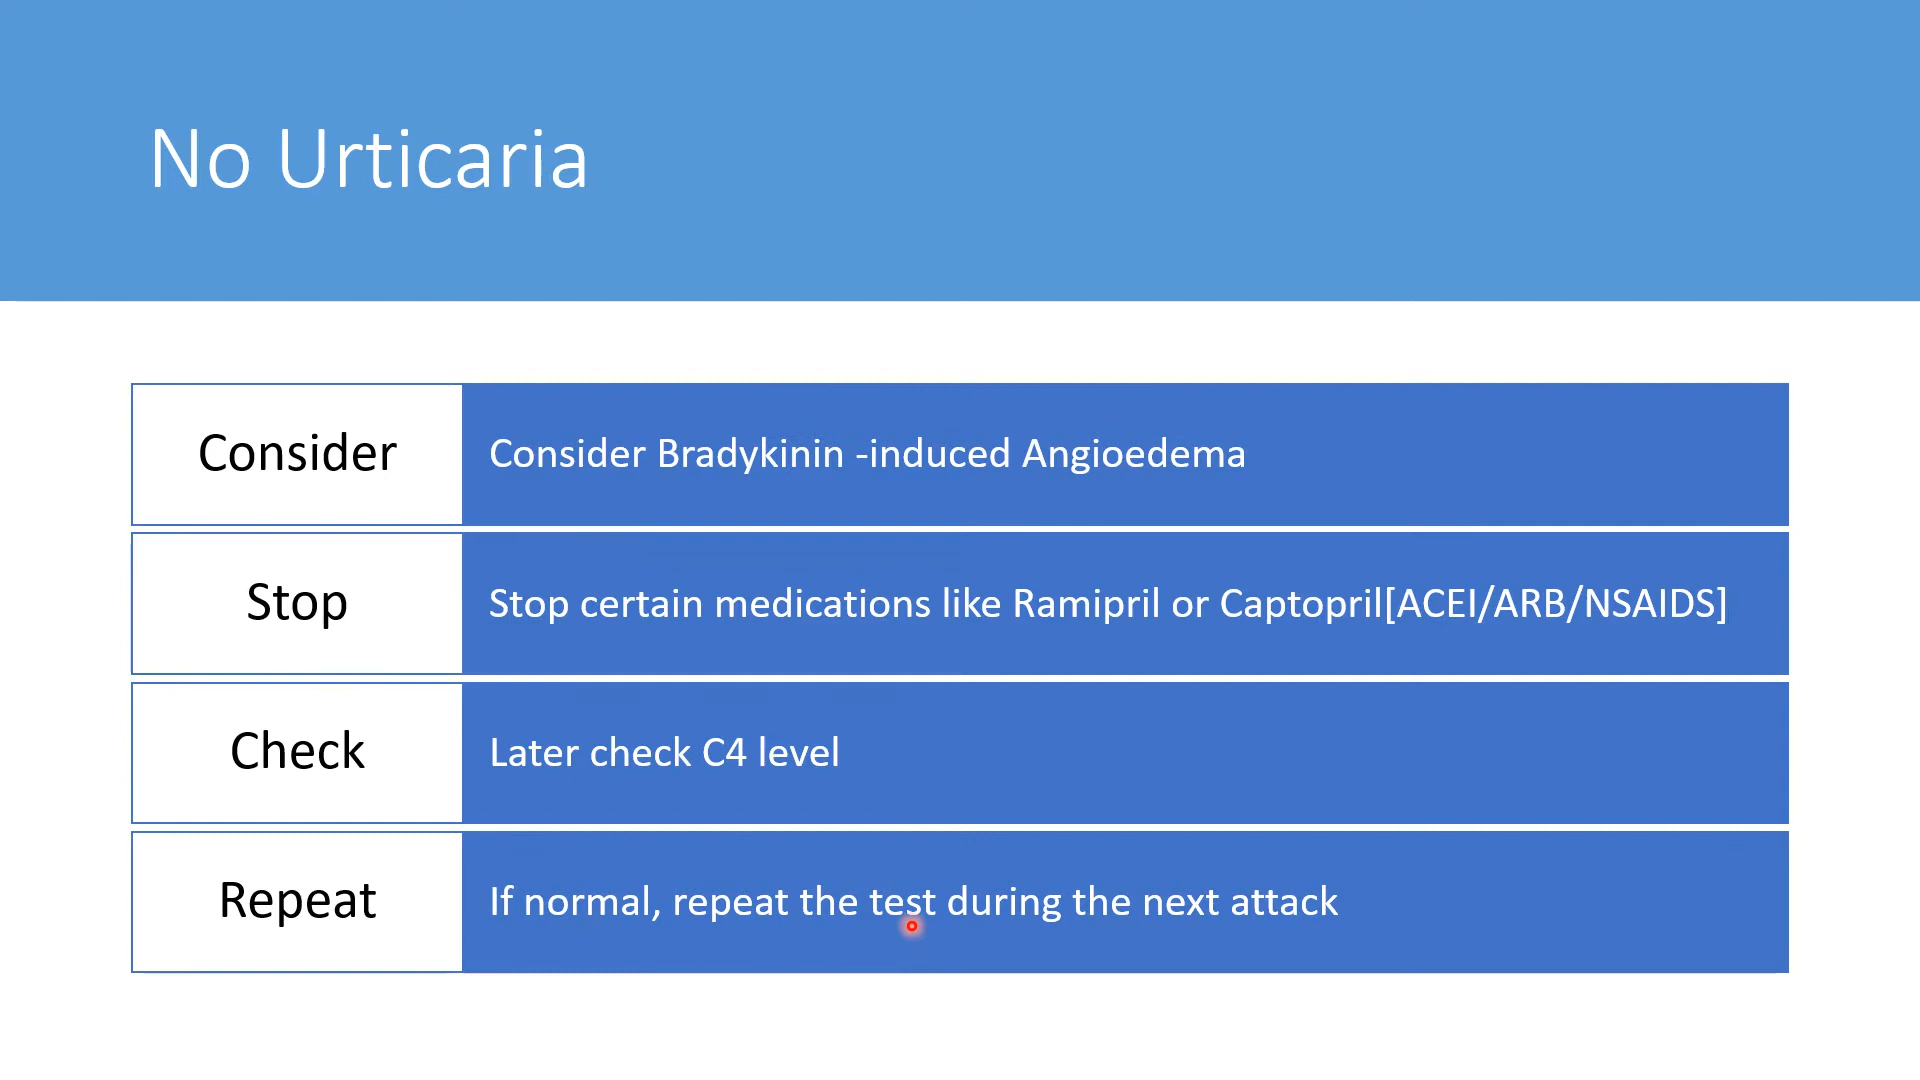 No Urticaria
Consider
Consider Bradykinin -induced Angioedema
Stop
Stop certain medications like Ramipril or Captopril[ACEI/ARB/NSAIDS]
Check
Later check C4 level
Repeat
If normal, repeat the test during the next attack